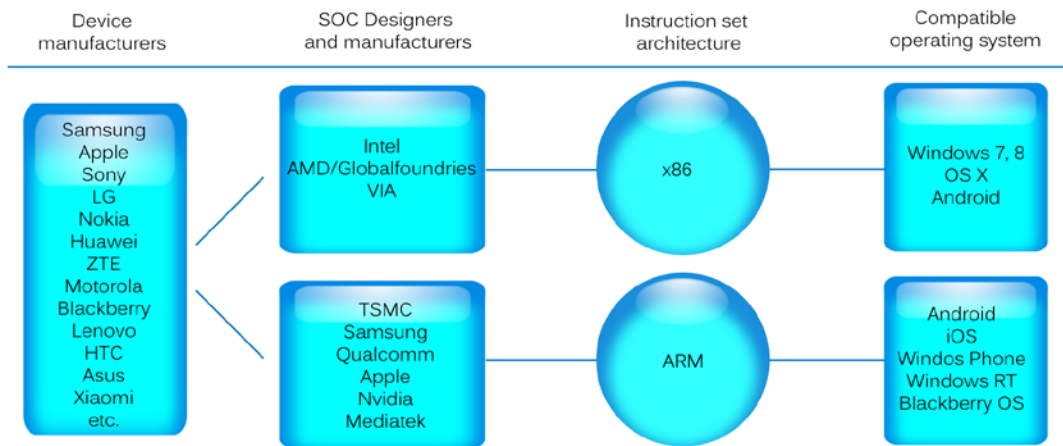 Device
manufacturers
SOC Designers
and manufacturers
Instruction set
architecture
Compatible
operating system
Samsung
Apple
Sony
LG
Nokia
Huawei
ZTE
Motorola
Blackberry
Lenovo
HTC
Asus
Xiaomi
etc.
Intel
AMD/Globalfoundries
VIA
x86
Windows 7, 8
OS X
Android
TSMC
Samsung
Qualcomm
Apple
Nvidia
Mediatek
ARM
Android
iOS
Windos Phone
Windows RT
Blackberry OS